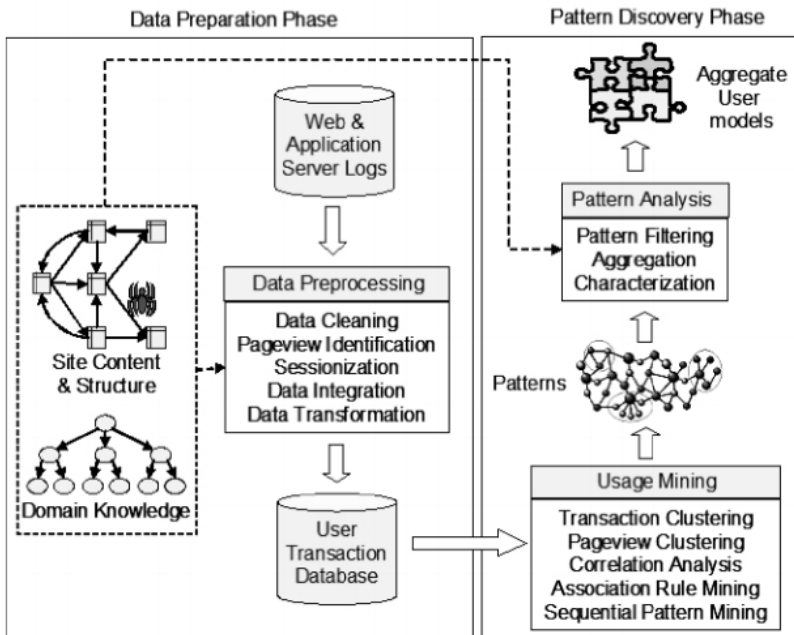 Data Preparation Phase
Web &
Application
Server Logs
Data Preprocessing
Data Cleaning
Pageview Identification
Sessionization
Data Integration
Data Transformation
Site Content
& Structure
Domain Knowledge
User
Transaction
Database
Pattern Discovery Phase
Aggregate
User
models
Pattern Analysis
Pattern Filtering
Aggregation
Characterization
Patterns
Usage Mining
Transaction Clustering
Pageview Clustering
Correlation Analysis
Association Rule Mining
Sequential Pattern Mining